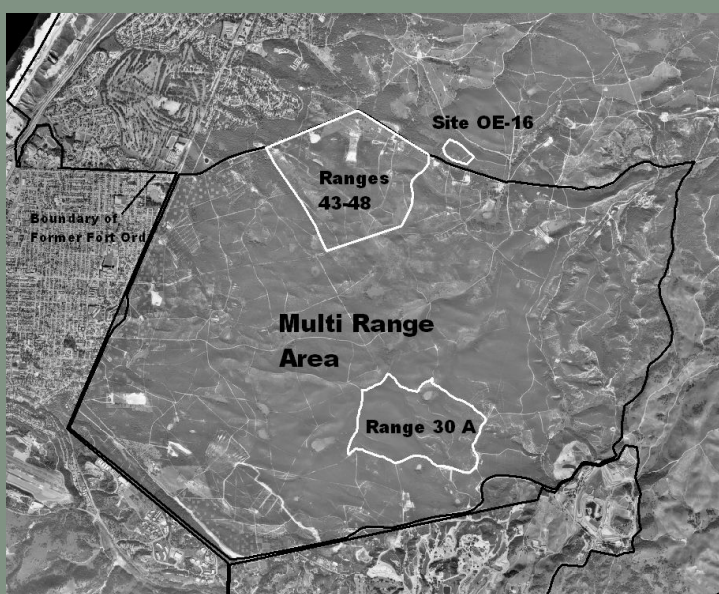 Site OE-16
Ranges
43-48
Boundary of
Former Fort Ord
Multi Range
Area
Range 30 A